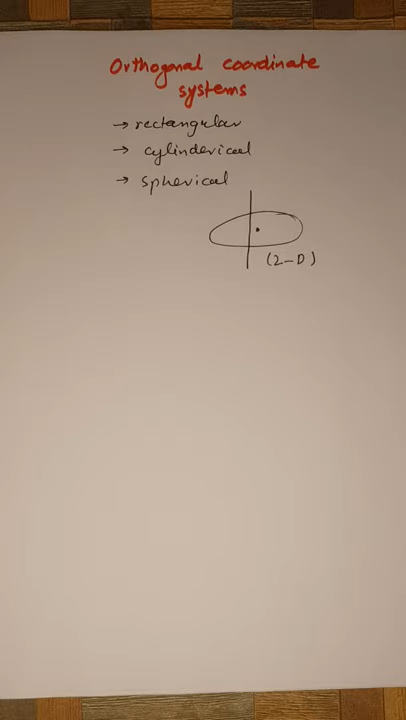 Orthogonal coordinate
systems
→ rectangular
→ cylinderical
→ spherical
(2-D)